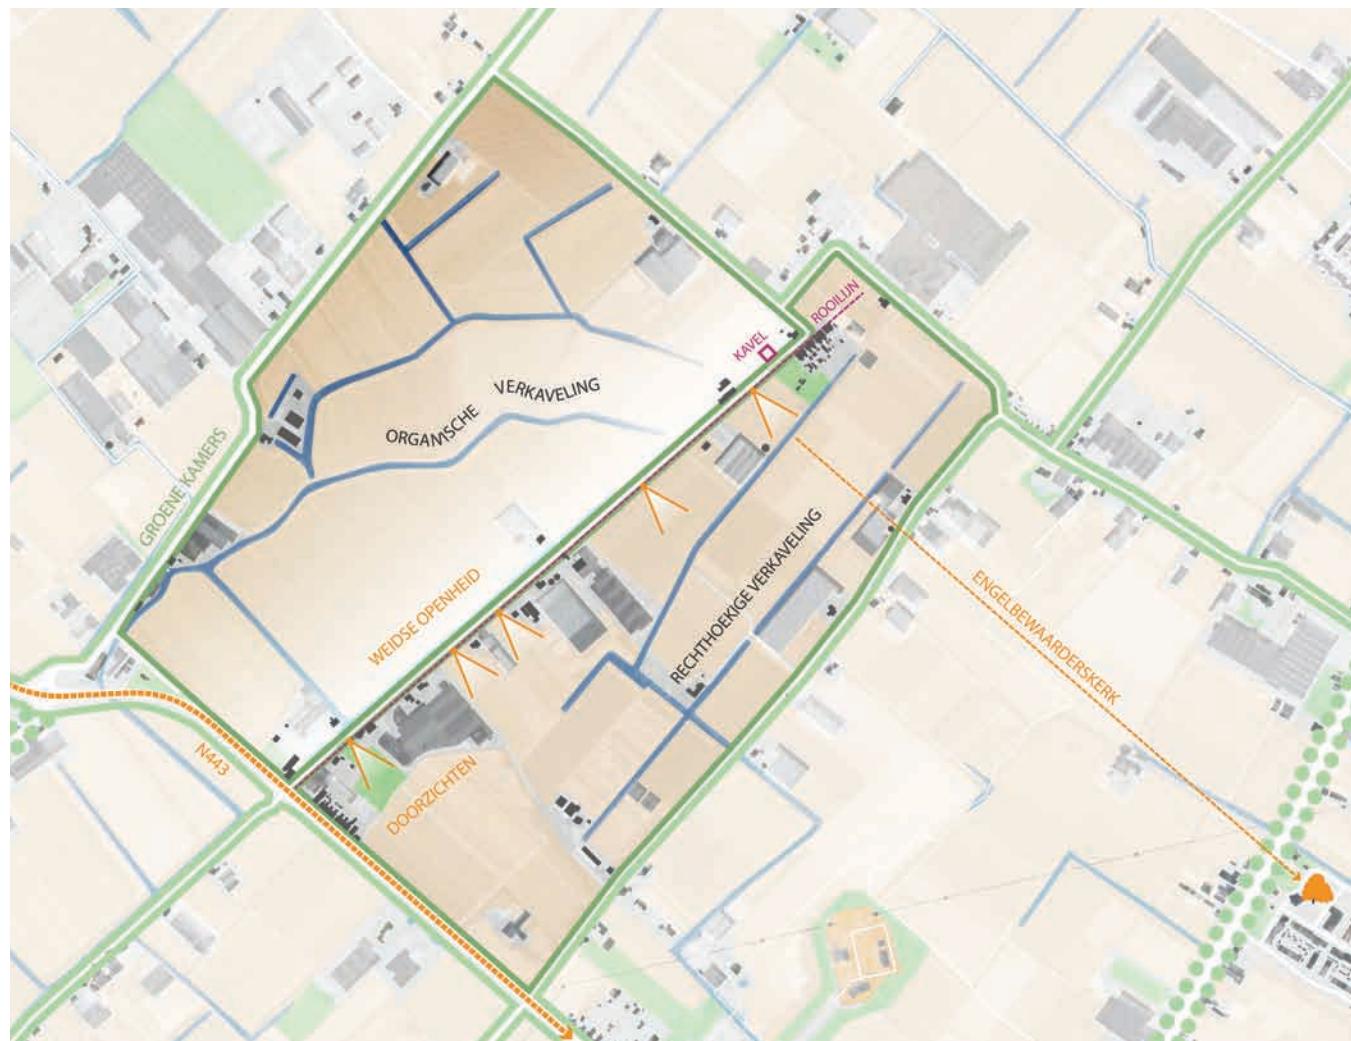 ROOILIJN
KAVEL
ORGAMSCHE VERKAVELING
GROENE KAMERS
RECHTHOEKIGE VERKAVELING
WEIDSE OPENHEID
ENGELBEWAARDERSKERK
N443
DOORZICHTEN